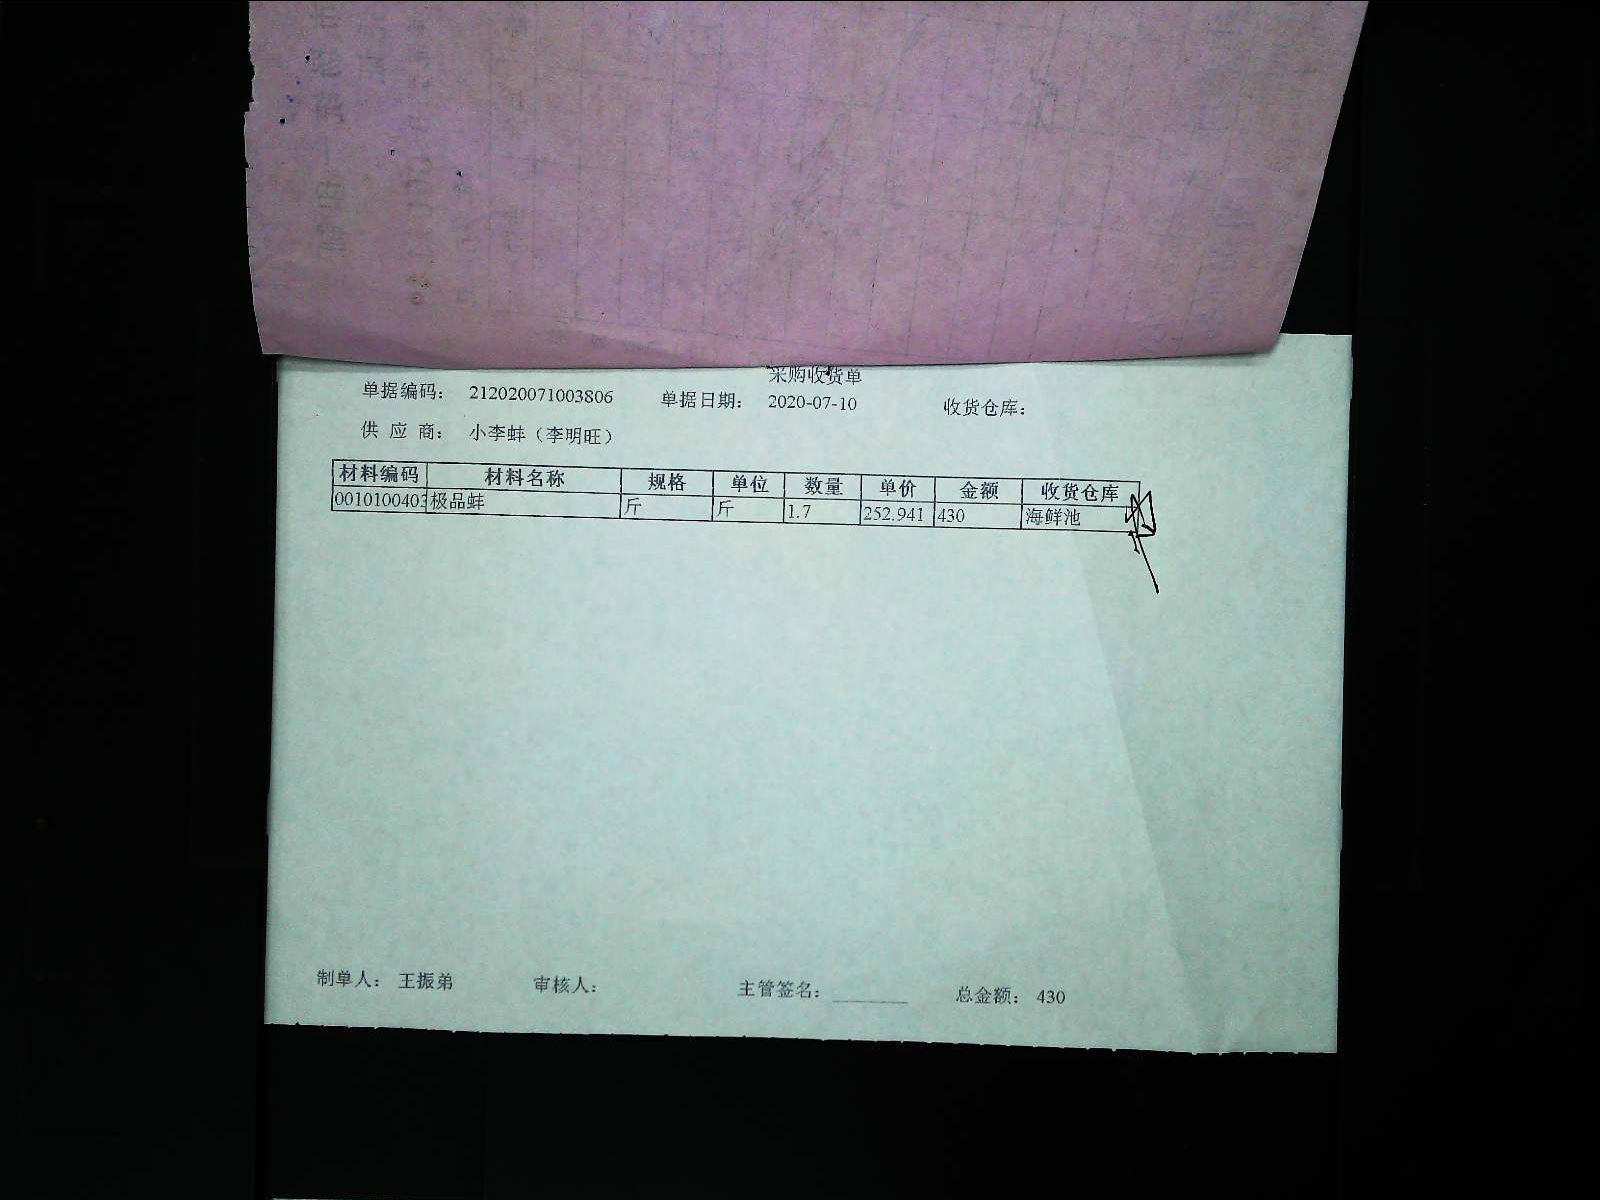 采购收货单
单据编码： 212020071003806 单据日期： 2020-07-10 收货仓库：
供 应 商： 小李蚌（李明旺）
材料编码 材料名称 规格 单位 数量 单价 金额 收货仓库
0010100403 极品蚌 斤 斤 1.7 252.941 430 海鲜池
制单人： 王振弟 审核人： 主管签名： 总金额： 430